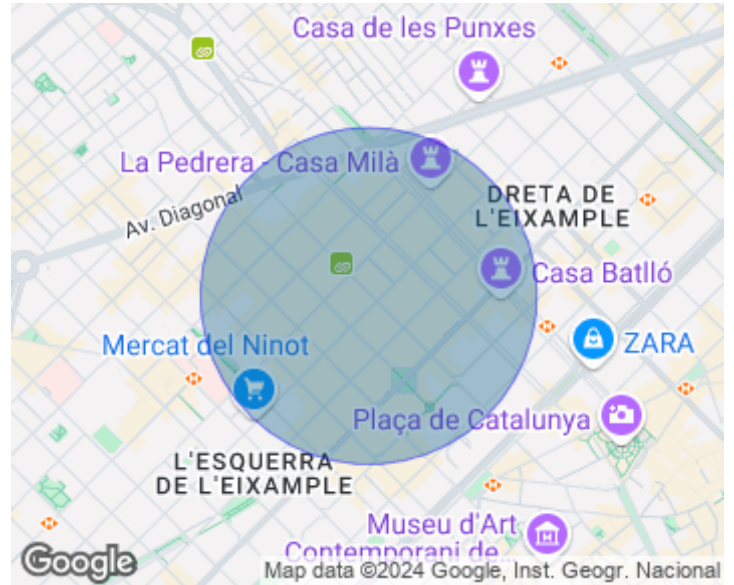 Casa de les Punxes
La Pedrera - Casa Milà
Av. Diagonal
DRETA DE
L'EIXAMPLE
Casa Batlló
Mercat del Ninot
ZARA
Plaça de Catalunya
L'ESQUERRA
DE L'EIXAMPLE
Museu d'Art
Contemporani de...
Google
Map data ©2024 Google, Inst. Geogr. Nacional